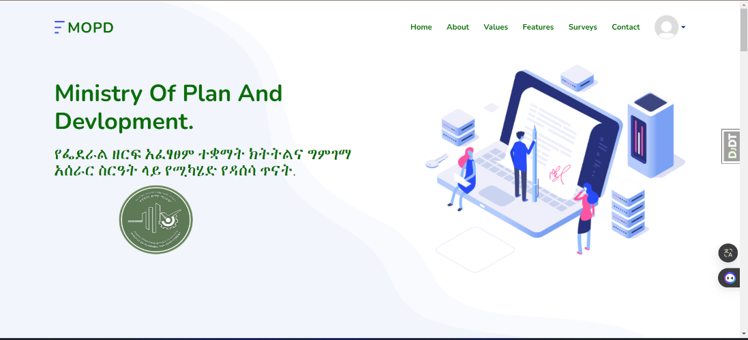 MOPD
Home About Values Features Surveys Contact
Ministry Of Plan And
Devlopment.
የፌደራል ዘርፍ አፈፃፀም ተቋማት ክትትልና ግምገማ
አሰራር ስርዓት ላይ የሚካሄድ የዳሰሳ ጥናት.
DJDT